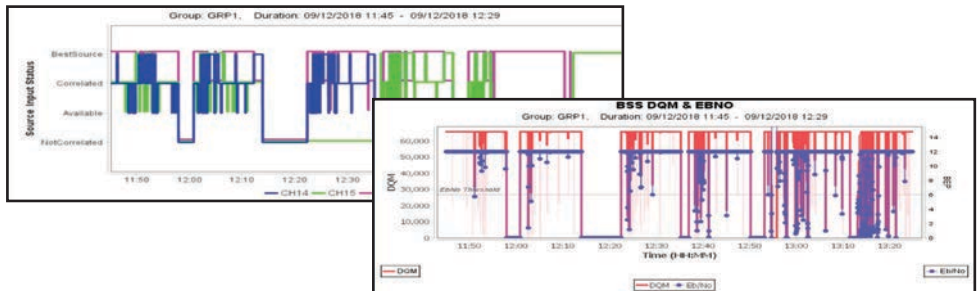 Group: GRP1, Duration: 09/12/2018 11:45 - 09/12/2018 12:29
Source Input Status
BestSource
Correlated
Available
NotCorrelated
11:50 12:00 12:10 12:20 12:30
CH14 CH15
BSS DQM & EBNO
Group: GRP1, Duration: 09/12/2018 11:45 - 09/12/2018 12:29
DQM
60,000
50,000
40,000
30,000
20,000
10,000
0
EbNo Threshold
14
12
10
8
6
4
2
0
BEP
11:50 12:00 12:10 12:20 12:30 12:40 12:50 13:00 13:10 13:20
Time (HH:MM)
DQM
Eb/No
DQM Eb/No